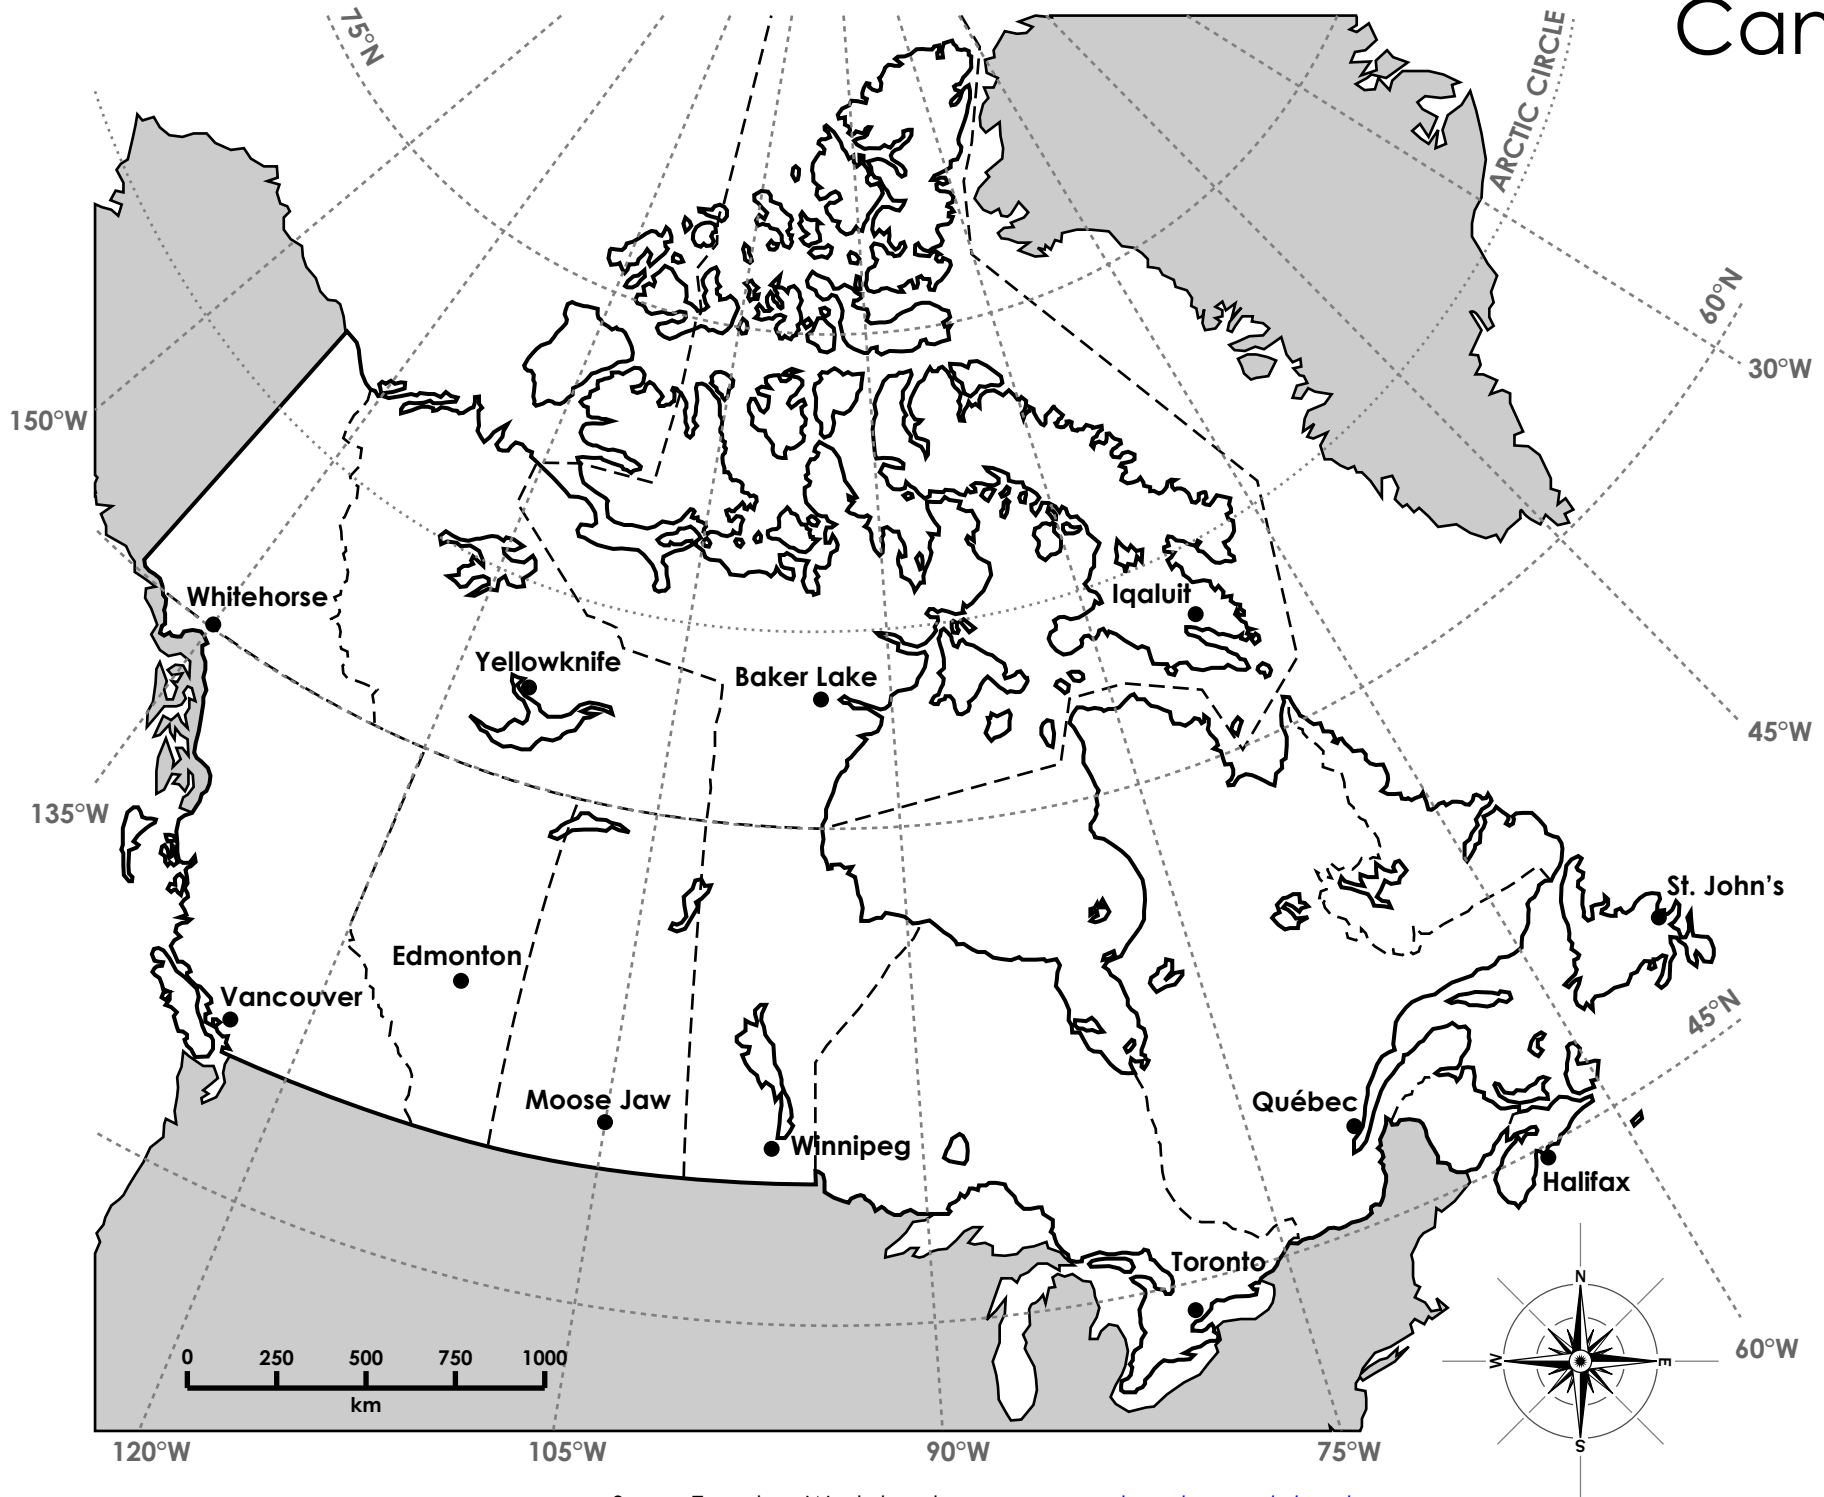 Can
75°N
ARCTIC CIRCLE
60°N
30°W
150°W
Whitehorse
Iqaluit
Yellowknife
Baker Lake
45°W
135°W
St. John's
Edmonton
Vancouver
45°N
Moose Jaw
Québec
Winnipeg
Halifax
Toronto
N
W
E
S
60°W
0 250 500 750 1000
km
120°W
105°W
90°W
75°W